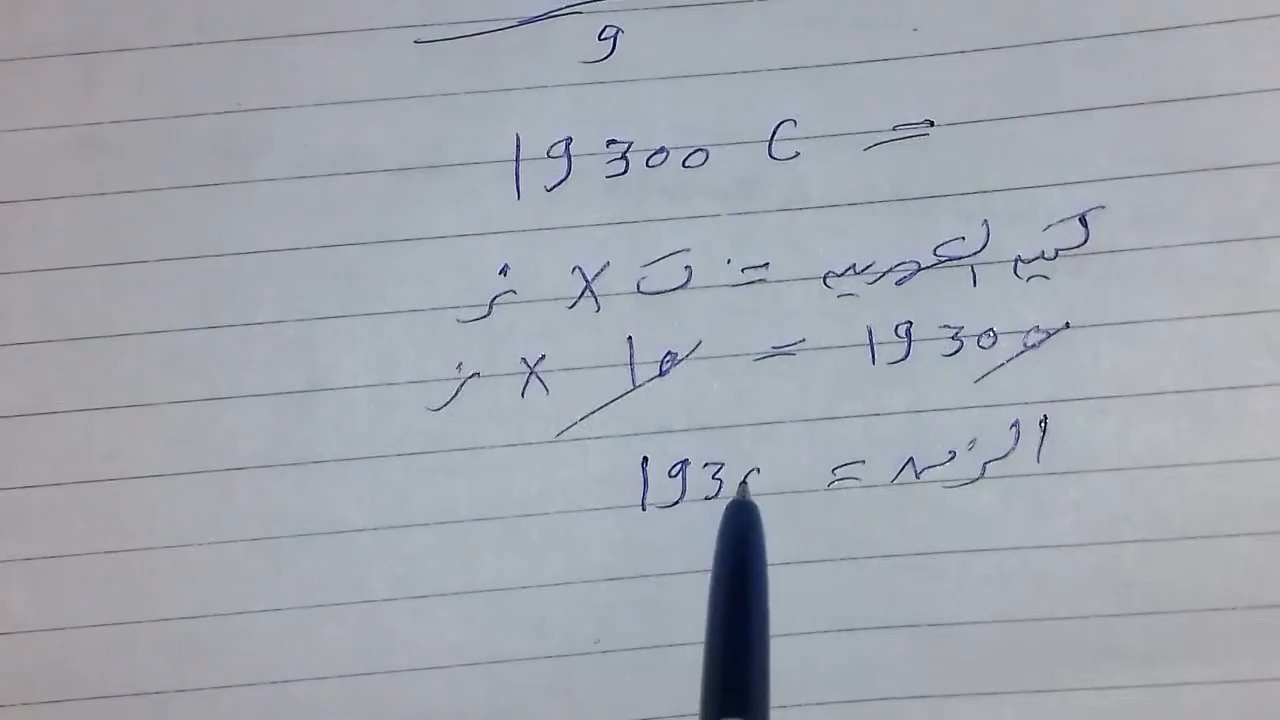 9
19300 C =
كمية الكهربية = ت × ز
19300 = 10 × ز
الزمن = 1930